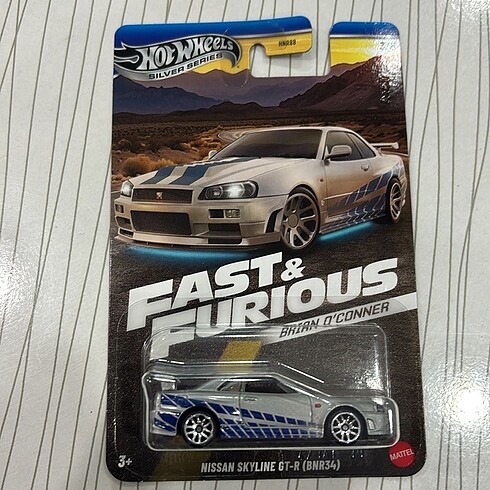 HOT WHEELS
SILVER SERIES
HNR88
FAST &
FURIOUS
BRIAN O'CONNER
3+
NISSAN SKYLINE GT-R (BNR34)
MATTEL